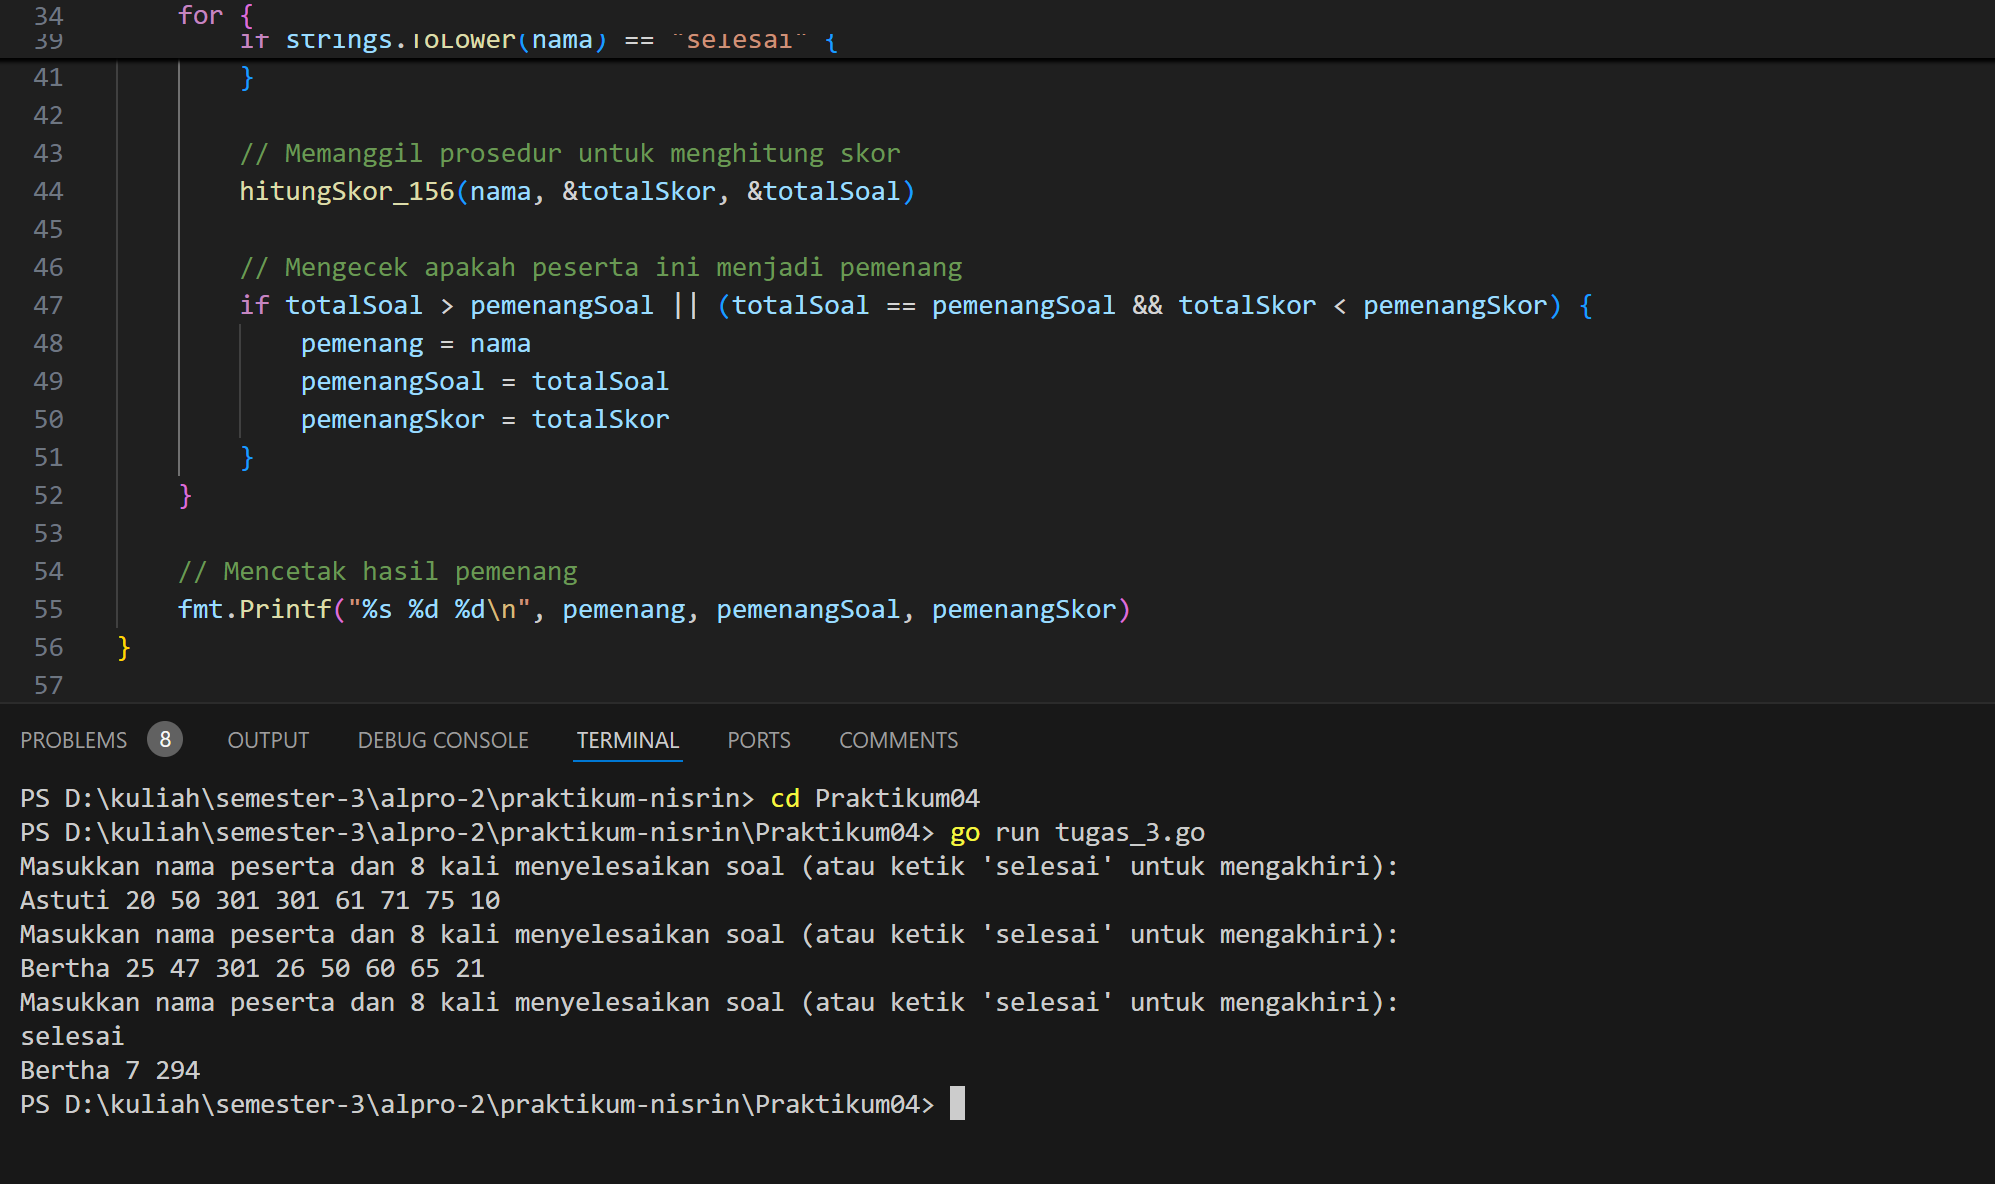 34 for {
39 if strings.ToLower(nama) == "selesai" {
41 }
42
43 // Memanggil prosedur untuk menghitung skor
44 hitungSkor_156(nama, &totalSkor, &totalSoal)
45
46 // Mengecek apakah peserta ini menjadi pemenang
47 if totalSoal > pemenangSoal || (totalSoal == pemenangSoal && totalSkor < pemenangSkor) {
48 pemenang = nama
49 pemenangSoal = totalSoal
50 pemenangSkor = totalSkor
51 }
52 }
53
54 // Mencetak hasil pemenang
55 fmt.Printf("%s %d %d\n", pemenang, pemenangSoal, pemenangSkor)
56 }
57
PROBLEMS 8 OUTPUT DEBUG CONSOLE TERMINAL PORTS COMMENTS
PS D:\kuliah\semester-3\alpro-2\praktikum-nisrin> cd Praktikum04
PS D:\kuliah\semester-3\alpro-2\praktikum-nisrin\Praktikum04> go run tugas_3.go
Masukkan nama peserta dan 8 kali menyelesaikan soal (atau ketik 'selesai' untuk mengakhiri):
Astuti 20 50 301 301 61 71 75 10
Masukkan nama peserta dan 8 kali menyelesaikan soal (atau ketik 'selesai' untuk mengakhiri):
Bertha 25 47 301 26 50 60 65 21
Masukkan nama peserta dan 8 kali menyelesaikan soal (atau ketik 'selesai' untuk mengakhiri):
selesai
Bertha 7 294
PS D:\kuliah\semester-3\alpro-2\praktikum-nisrin\Praktikum04>